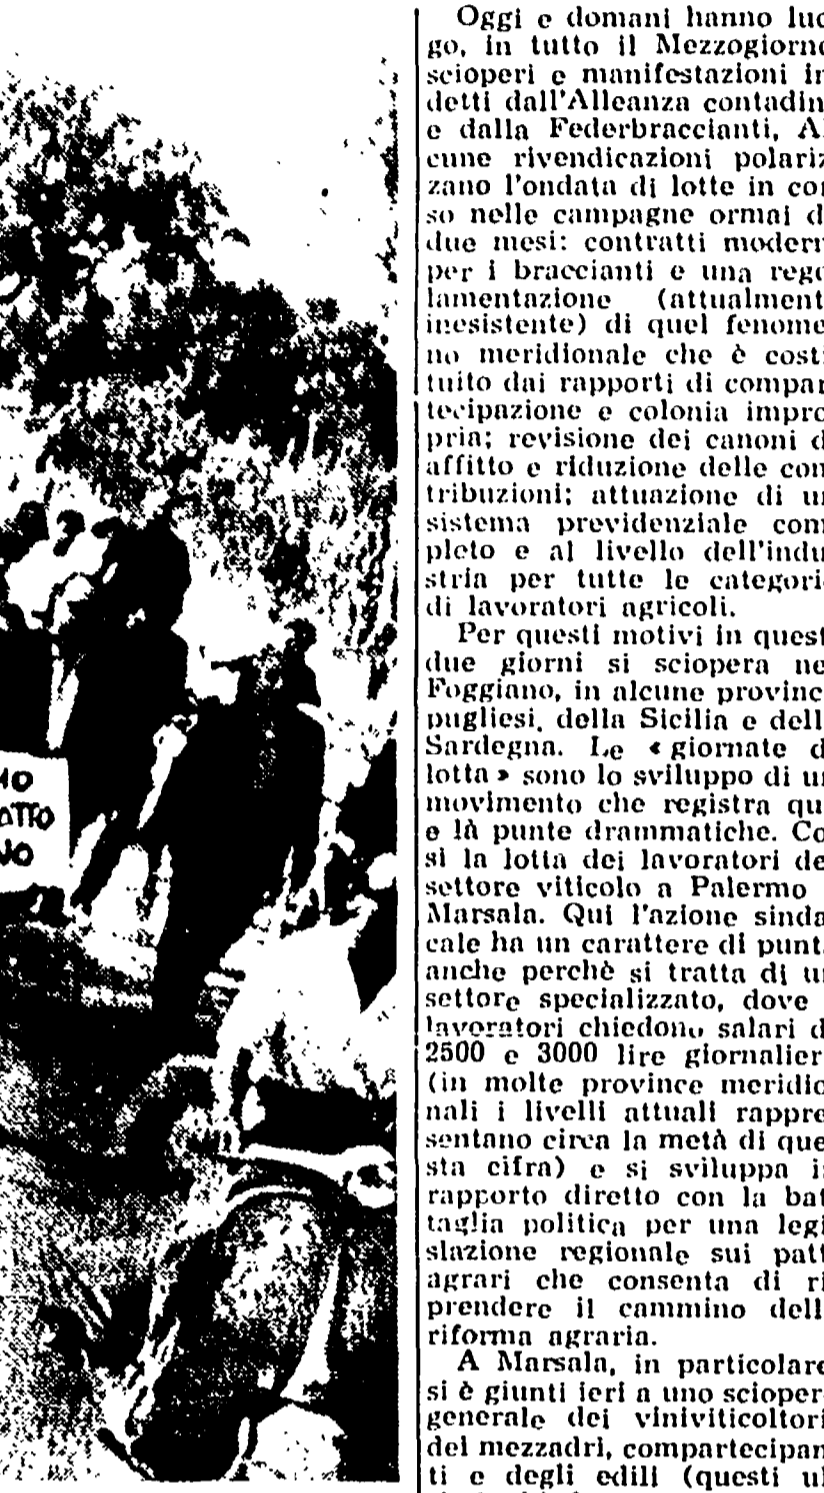 HO
ATTO
NO
Oggi e domani hanno luo
go, in tutto il Mezzogiorno
scioperi e manifestazioni in
detti dall'Alleanza contadin
e dalla Federbraccianti, Al
cune rivendicazioni polariz
zano l'ondata di lotte in cor
so nelle campagne ormai d
due mesi: contratti modern
per i braccianti e una rego
lamentazione (attualment
inesistente) di quel fenome
no meridionale che è costi
tuito dai rapporti di compar
tecipazione e colonia impro
pria; revisione dei canoni d
affitto e riduzione delle con
tribuzioni; attuazione di un
sistema previdenziale com
pleto e al livello dell'indu
stria per tutte le categorie
di lavoratori agricoli.
Per questi motivi in quest
due giorni si sciopera ne
Foggiano, in alcune provinc
pugliesi, della Sicilia e dell
Sardegna. Le « giornate d
lotta » sono lo sviluppo di un
movimento che registra qu
e là punte drammatiche. Co
sì la lotta dei lavoratori de
settore viticolo a Palermo
Marsala. Qui l'azione sinda
cale ha un carattere di punt
anche perchè si tratta di un
settore specializzato, dove
lavoratori chiedono salari d
2500 e 3000 lire giornalier
(in molte province meridio
nali i livelli attuali rappre
sentano circa la metà di que
sta cifra) e si sviluppa in
rapporto diretto con la bat
taglia politica per una legi
slazione regionale sui patt
agrari che consenta di ri
prendere il cammino dell
riforma agraria.
A Marsala, in particolare
si è giunti ieri a uno scioper
generale dei viniviticoltori
dei mezzadri, compartecipan
ti e degli edili (questi ul